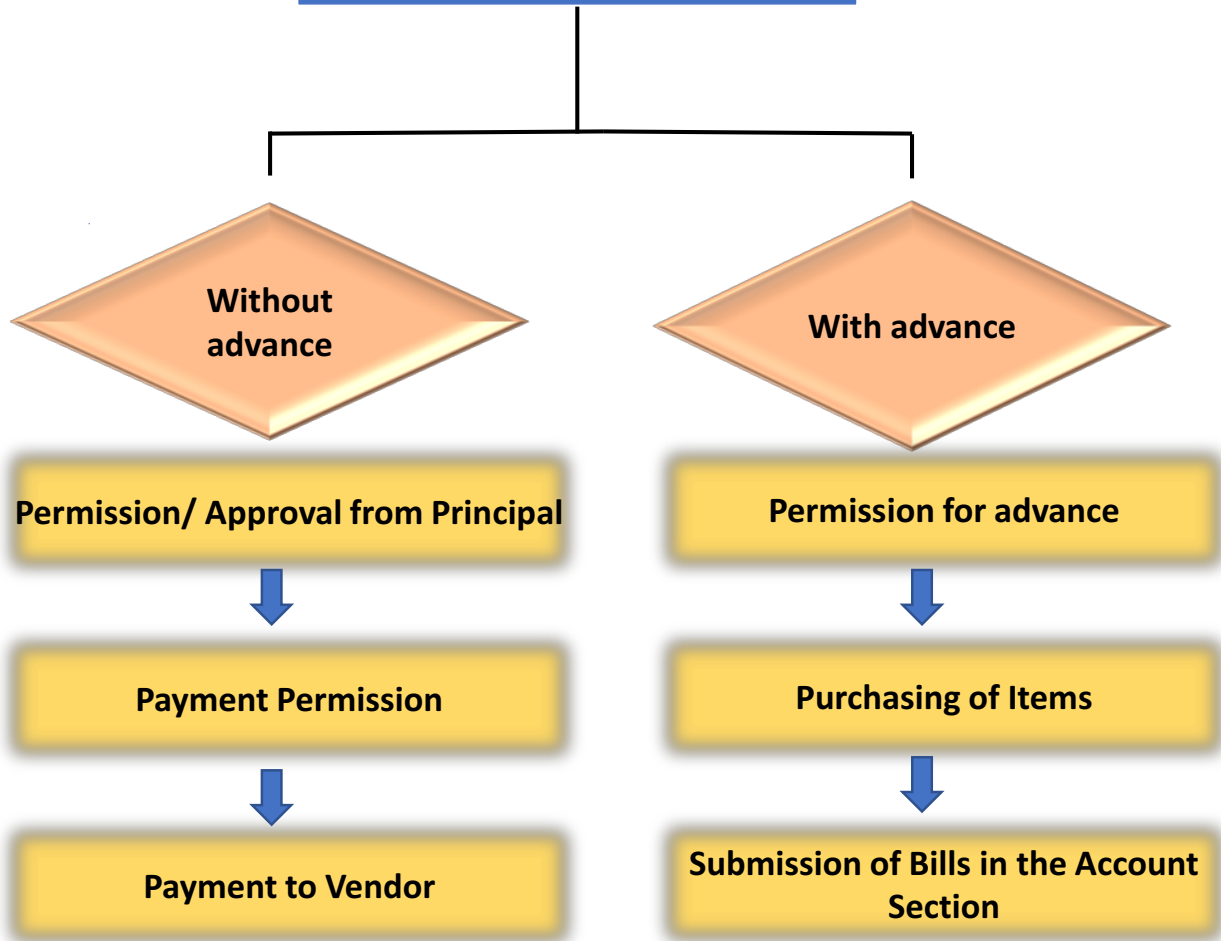 Without
advance
With advance
Permission/ Approval from Principal
Permission for advance
Payment Permission
Purchasing of Items
Payment to Vendor
Submission of Bills in the Account
Section